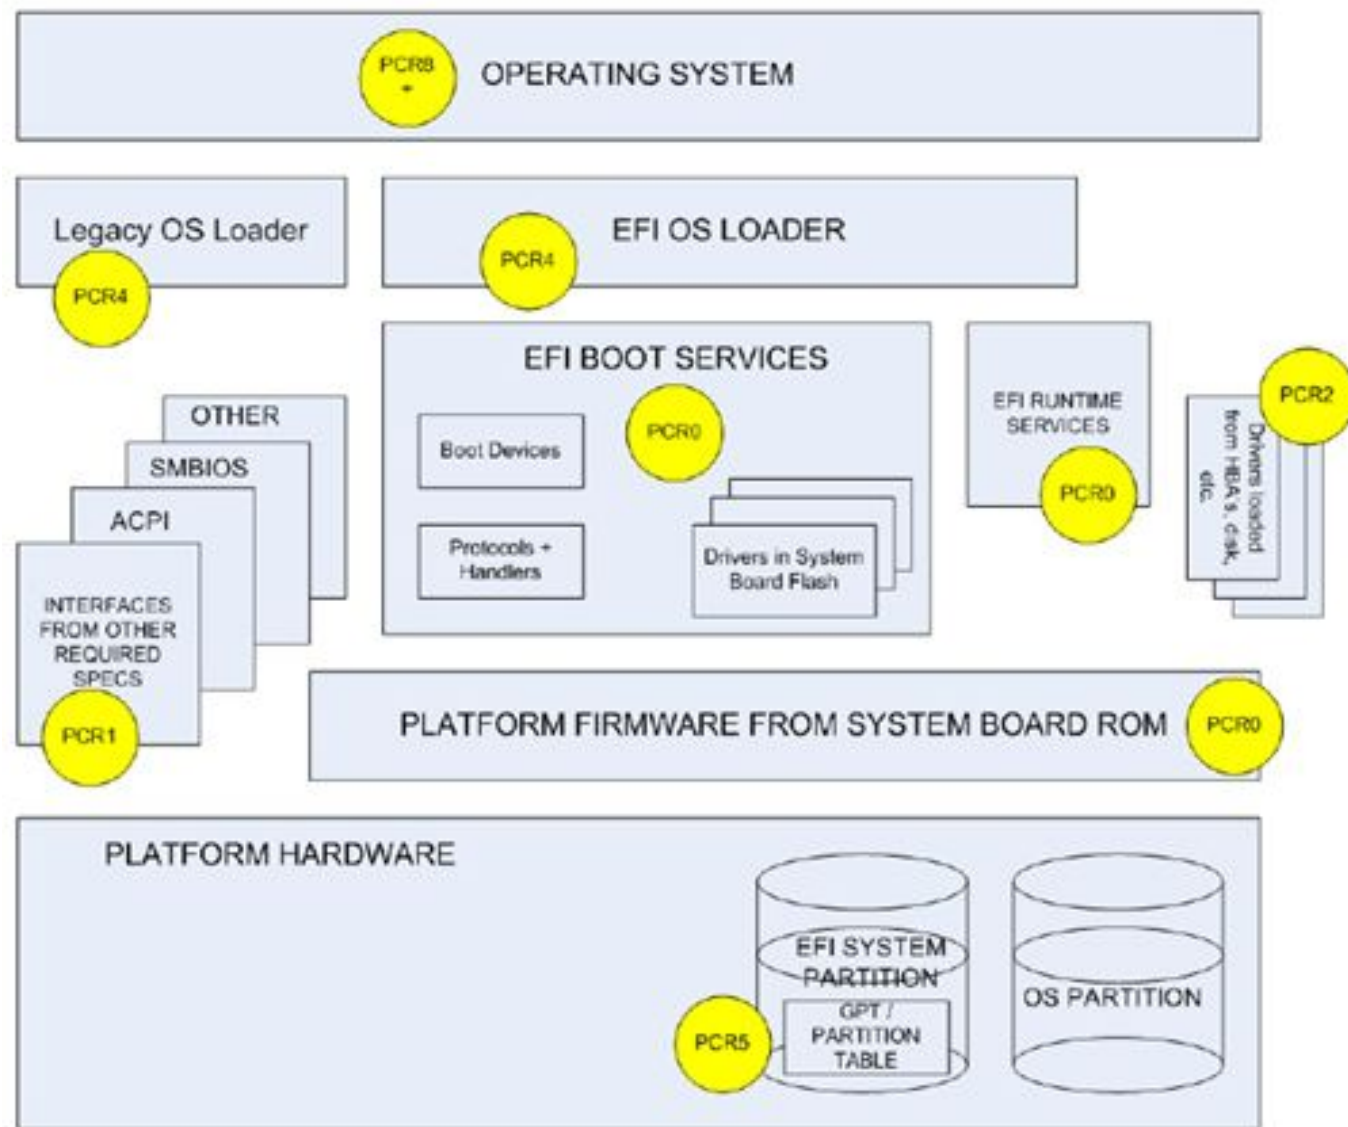 PCR8
+
OPERATING SYSTEM
Legacy OS Loader
PCR4
EFI OS LOADER
PCR4
EFI BOOT SERVICES
PCR0
Boot Devices
Protocols +
Handlers
Drivers in System
Board Flash
EFI RUNTIME
SERVICES
PCR0
PCR2
Drivers loaded
from HBA's, disk,
etc.
OTHER
SMBIOS
ACPI
INTERFACES
FROM OTHER
REQUIRED
SPECS
PCR1
PLATFORM FIRMWARE FROM SYSTEM BOARD ROM
PCR0
PLATFORM HARDWARE
EFI SYSTEM
PARTITION
GPT /
PARTITION
TABLE
PCR5
OS PARTITION